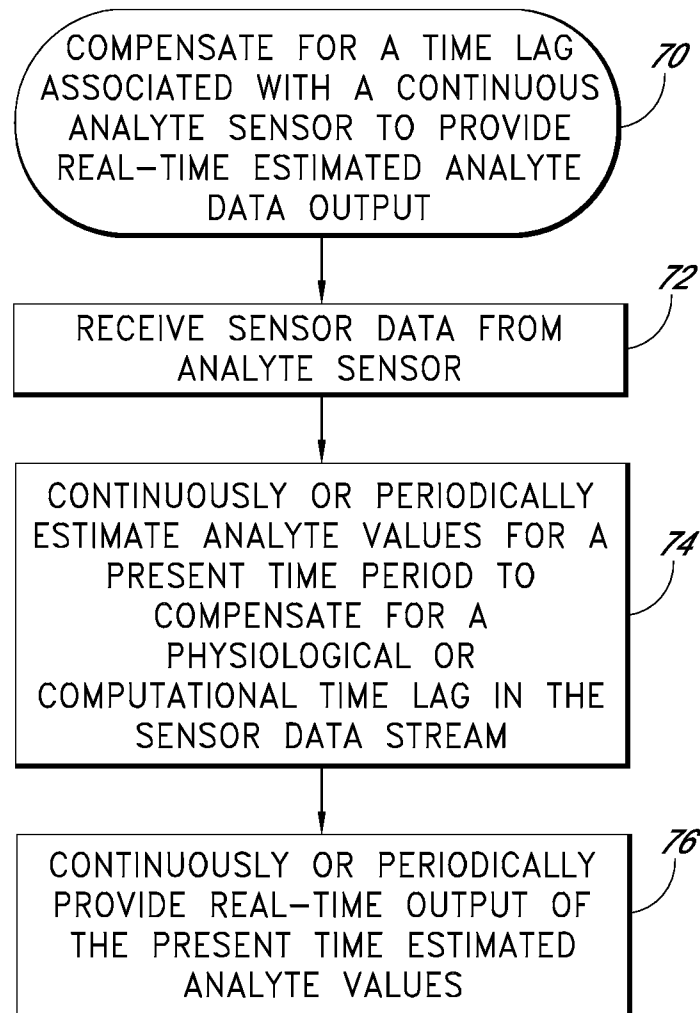 COMPENSATE FOR A TIME LAG
ASSOCIATED WITH A CONTINUOUS
ANALYTE SENSOR TO PROVIDE
REAL-TIME ESTIMATED ANALYTE
DATA OUTPUT
70
RECEIVE SENSOR DATA FROM
ANALYTE SENSOR
72
CONTINUOUSLY OR PERIODICALLY
ESTIMATE ANALYTE VALUES FOR A
PRESENT TIME PERIOD TO
COMPENSATE FOR A
PHYSIOLOGICAL OR
COMPUTATIONAL TIME LAG IN THE
SENSOR DATA STREAM
74
CONTINUOUSLY OR PERIODICALLY
PROVIDE REAL-TIME OUTPUT OF
THE PRESENT TIME ESTIMATED
ANALYTE VALUES
76